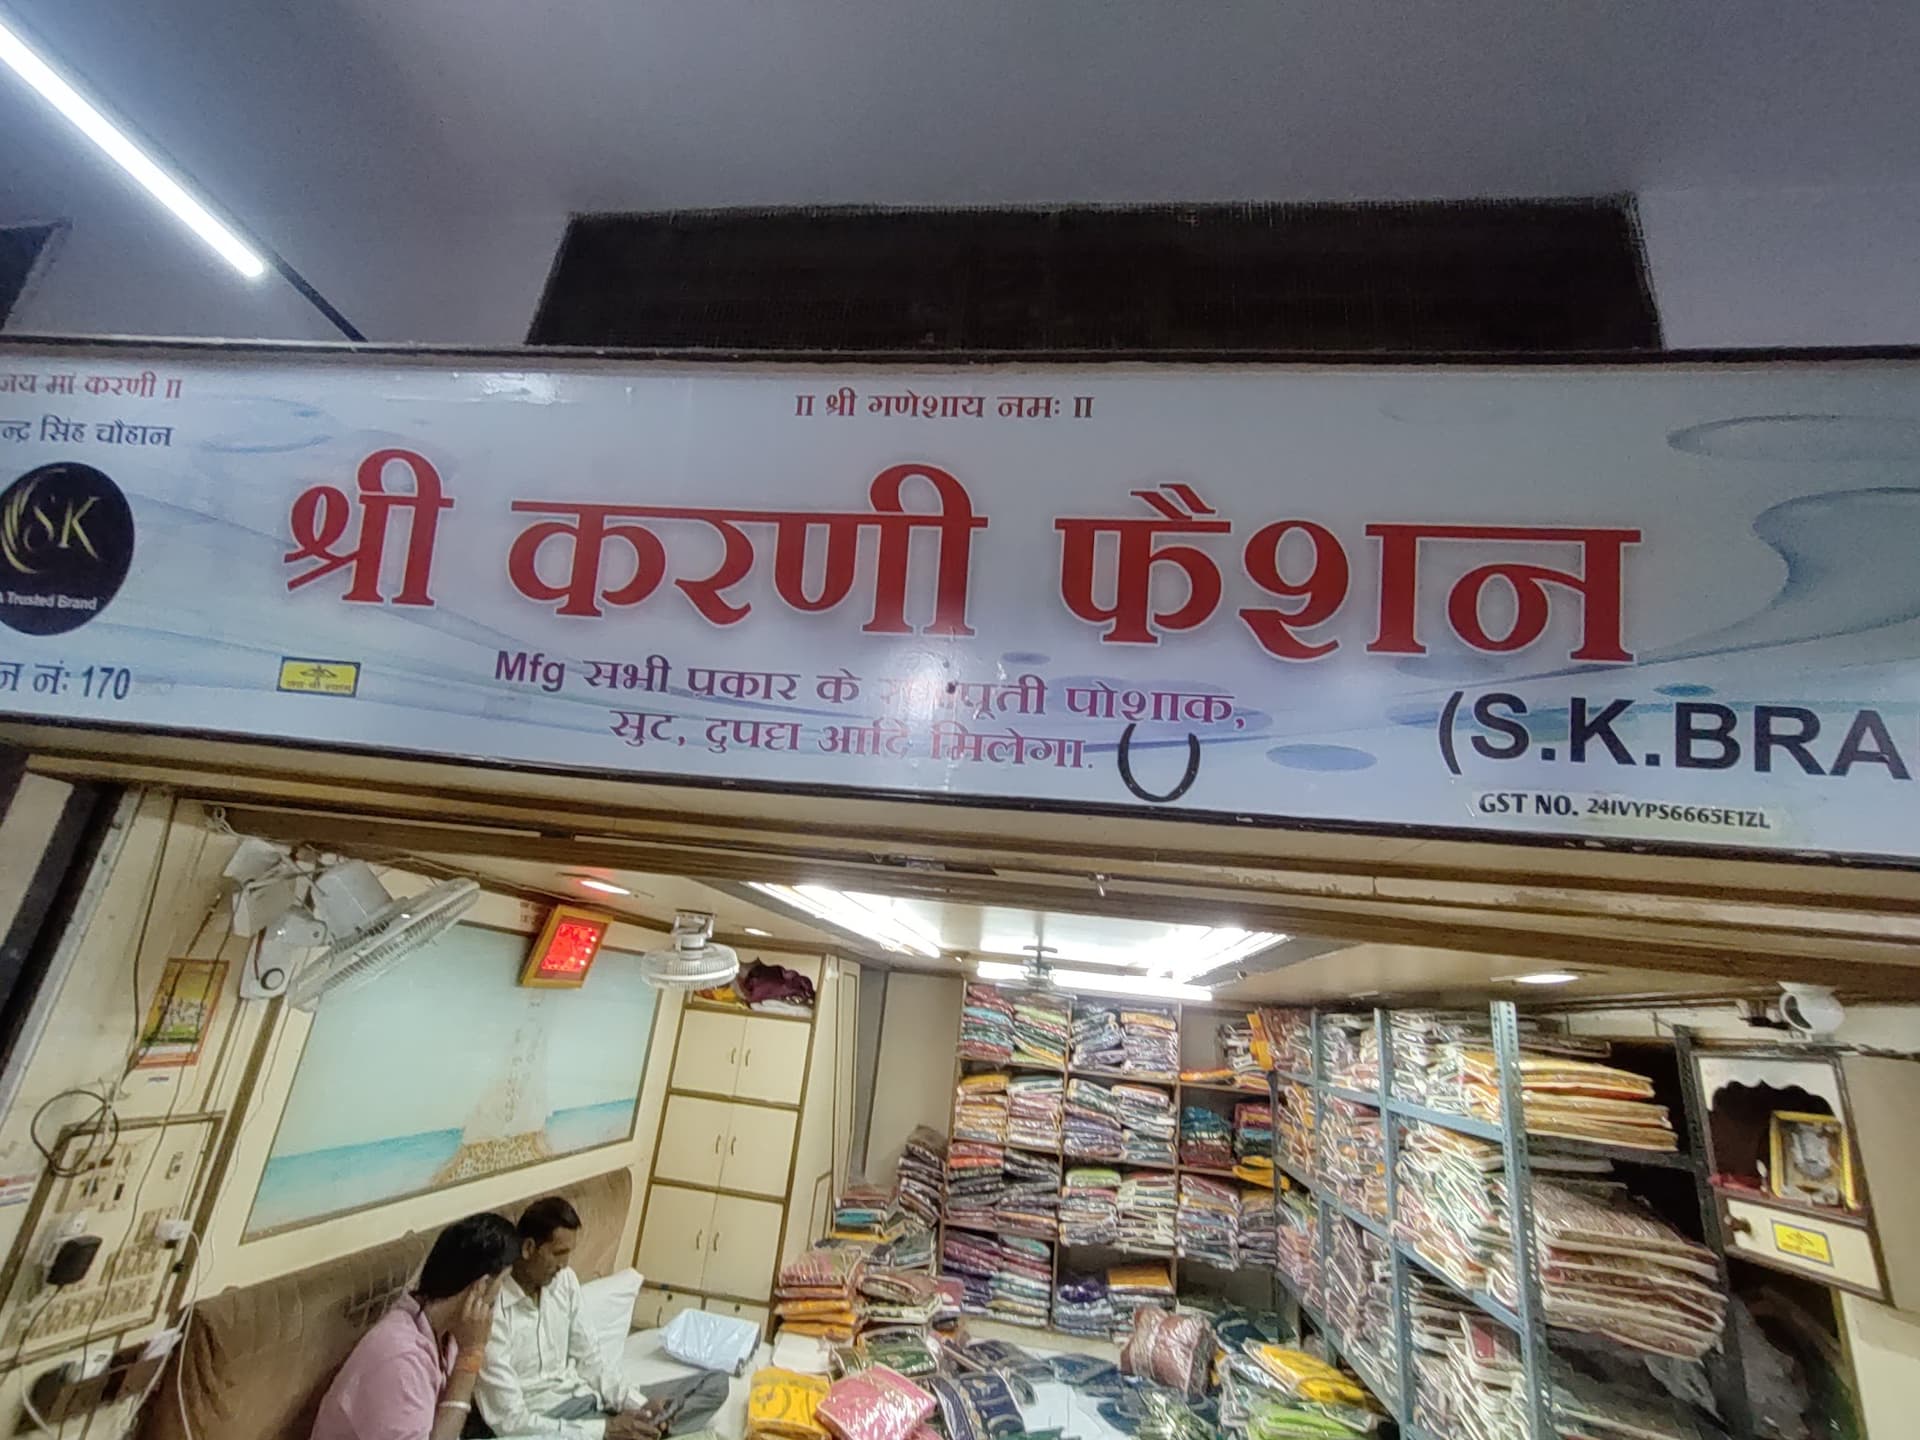 जय मां करणी ॥
॥ श्री गणेशाय नमः ॥
सिंह चौहान
SK
A Trusted Brand
श्री करणी फैशन
नं: 170
Mfg सभी प्रकार के पोशाक,
सुट, दुपट्टा आदि मिलेगा.
(S.K.BRA
GST NO. 24IVYPS6665E1ZL